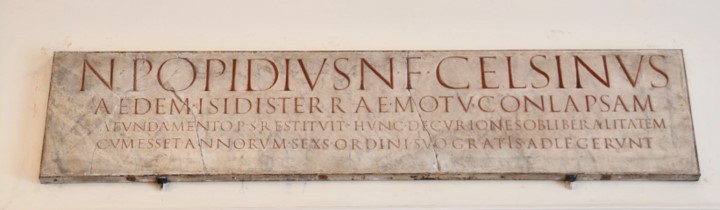 N·POPIDIVS·N·F·CELSINVS
AEDEM·ISIDIS·TERRAE·MOTV·CONLAPSAM
A·FVNDAMENTO·P·S·RESTITVIT·HVNC·DECVRIONES·OB·LIBERALITATEM
CVM·ESSET·ANNORVM·SEXS·ORDINI·SVO·GRATIS·ADLEGERVNT